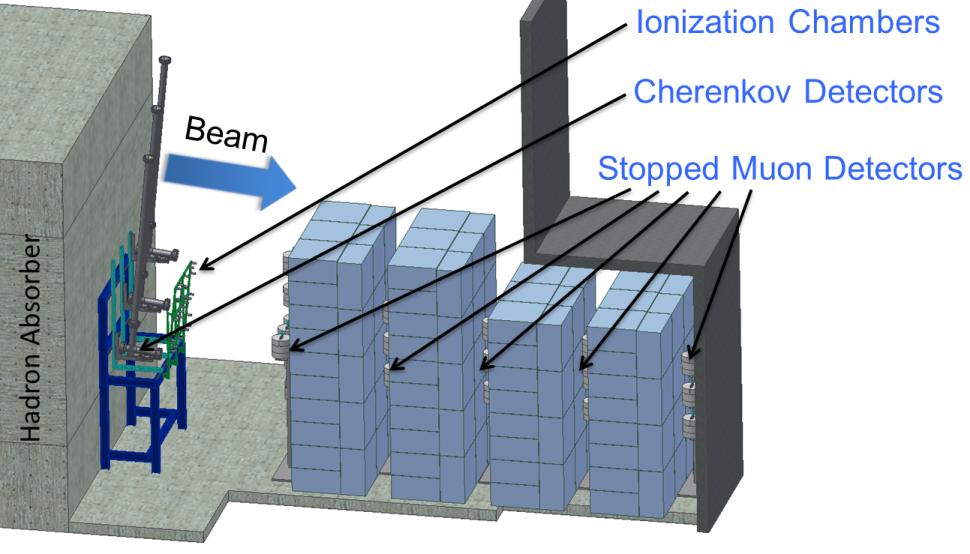 Ionization Chambers
Cherenkov Detectors
Beam
Stopped Muon Detectors
Hadron Absorber